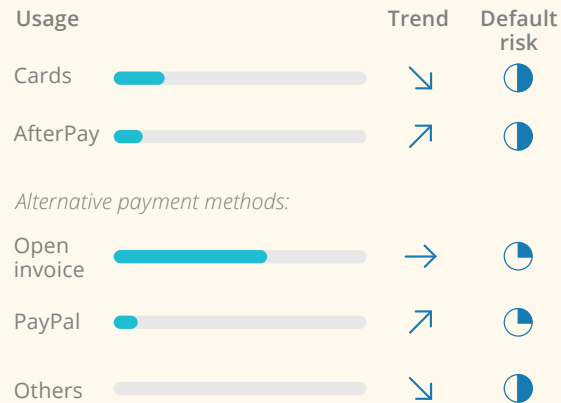 Usage Trend Default
risk
Cards
AfterPay
Alternative payment methods:
Open
invoice
PayPal
Others